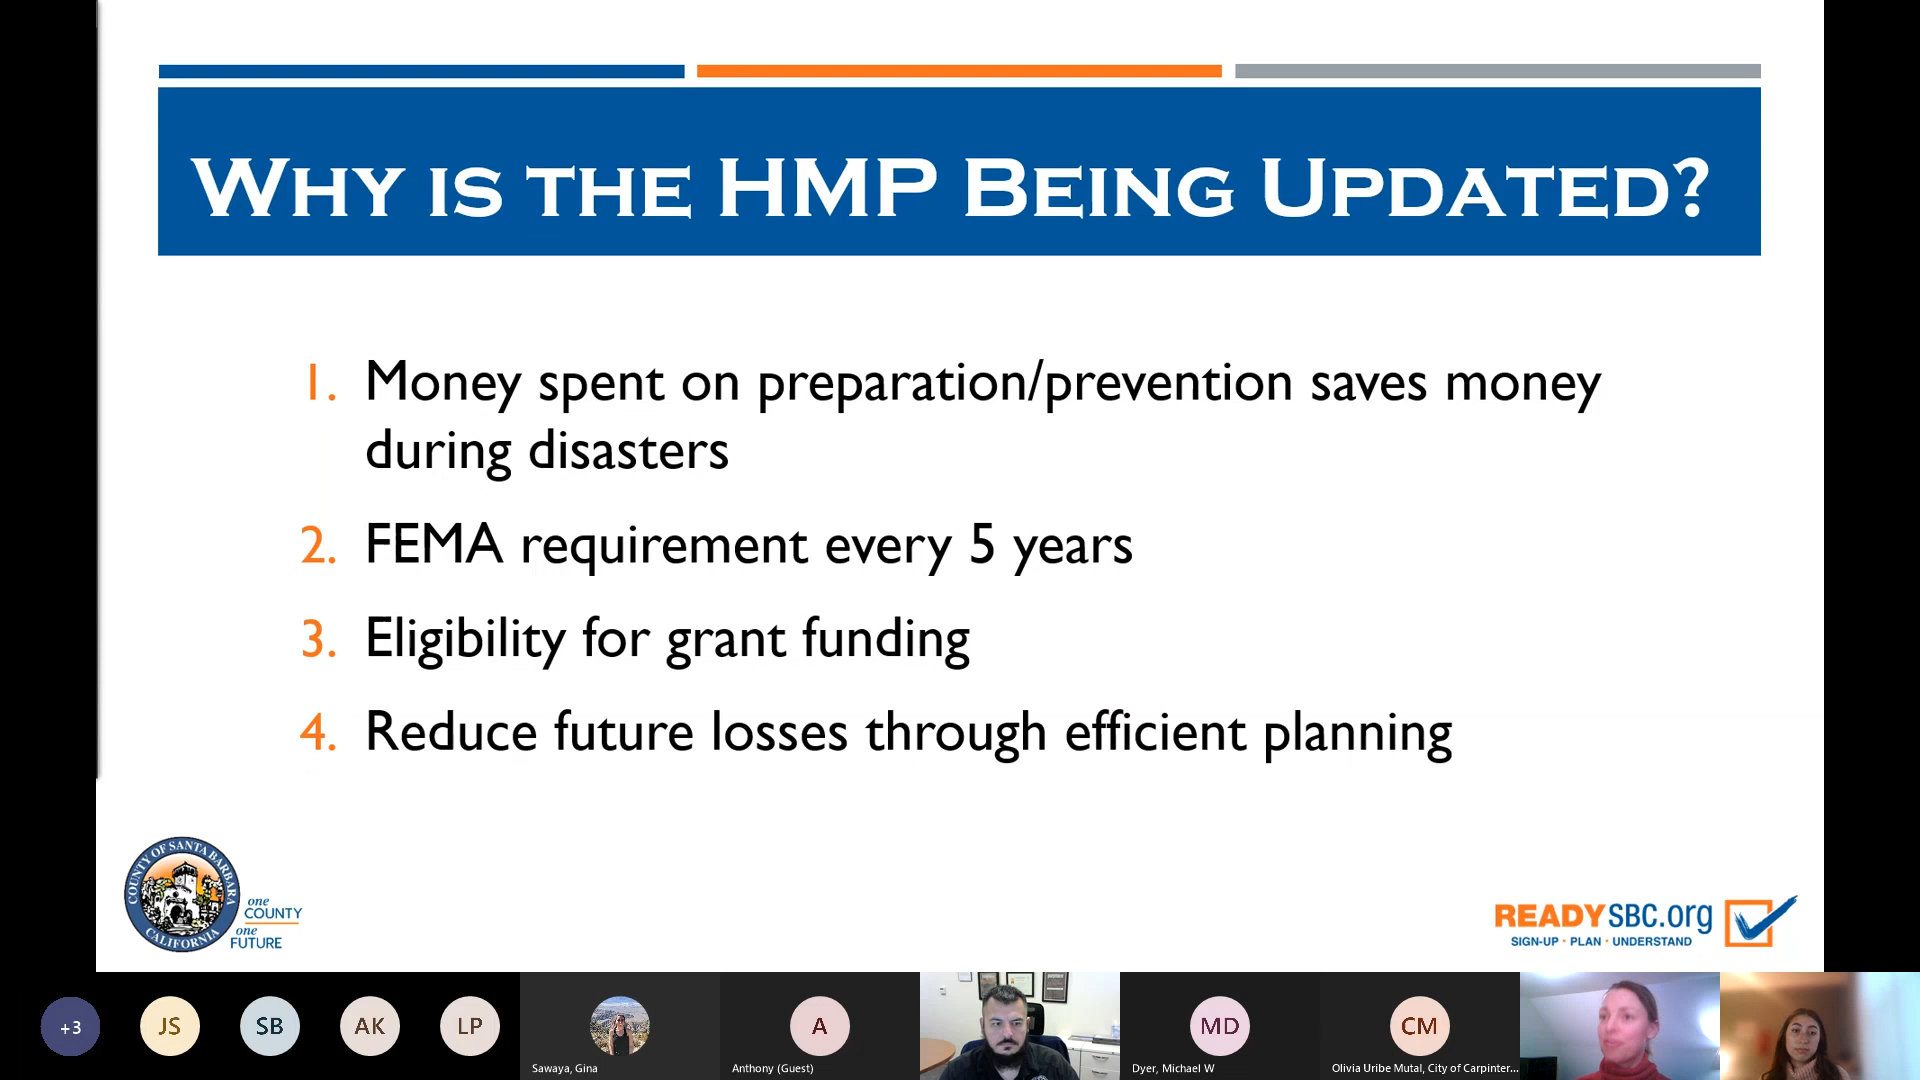 WHY IS THE HMP BEING UPDATED?
1. Money spent on preparation/prevention saves money
during disasters
2. FEMA requirement every 5 years
3. Eligibility for grant funding
4. Reduce future losses through efficient planning
COUNTY OF SANTA BARBARA
CALIFORNIA
one
COUNTY
one
FUTURE
READYSBC.org
SIGN-UP · PLAN · UNDERSTAND
+3
JS
SB
AK
LP
A
MD
CM
Sawaya, Gina
Anthony (Guest)
Dyer, Michael W
Olivia Uribe Mutal, City of Carpinter...